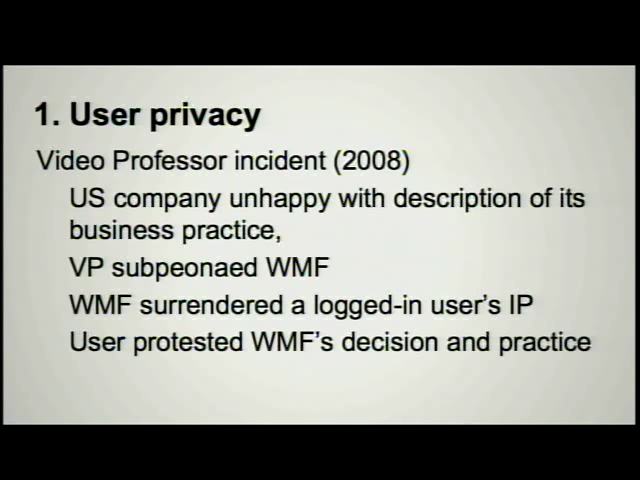 1. User privacy
Video Professor incident (2008)
US company unhappy with description of its
business practice,
VP subpeonaed WMF
WMF surrendered a logged-in user's IP
User protested WMF's decision and practice